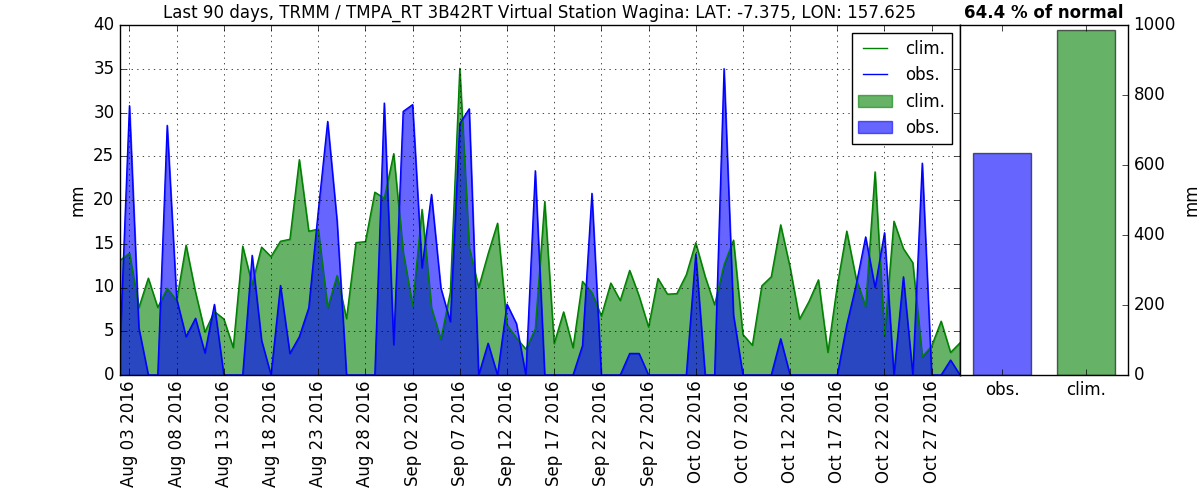 Last 90 days, TRMM / TMPA_RT 3B42RT Virtual Station Wagina: LAT: -7.375, LON: 157.625
64.4 % of normal
40
35
30
25
20
15
10
5
0
mm
clim.
obs.
clim.
obs.
1000
800
600
400
200
0
mm
Aug 03 2016
Aug 08 2016
Aug 13 2016
Aug 18 2016
Aug 23 2016
Aug 28 2016
Sep 02 2016
Sep 07 2016
Sep 12 2016
Sep 17 2016
Sep 22 2016
Sep 27 2016
Oct 02 2016
Oct 07 2016
Oct 12 2016
Oct 17 2016
Oct 22 2016
Oct 27 2016
obs.
clim.